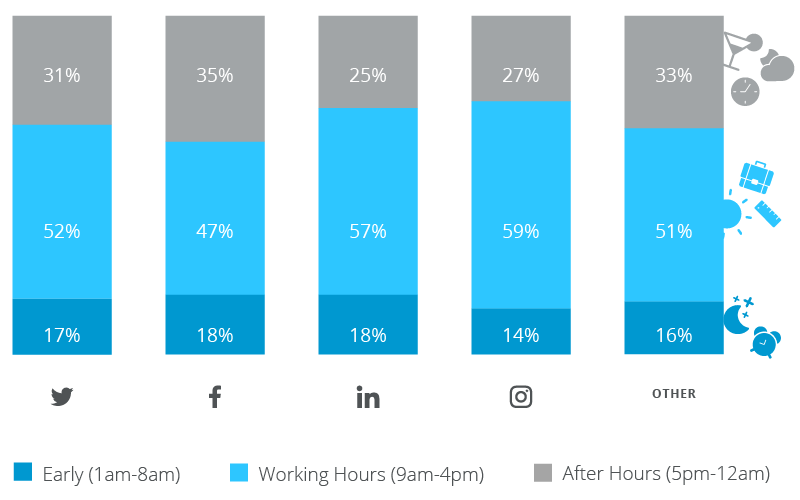 31% 35% 25% 27% 33%
52% 47% 57% 59% 51%
17% 18% 18% 14% 16%
OTHER
Early (1am-8am) Working Hours (9am-4pm) After Hours (5pm-12am)